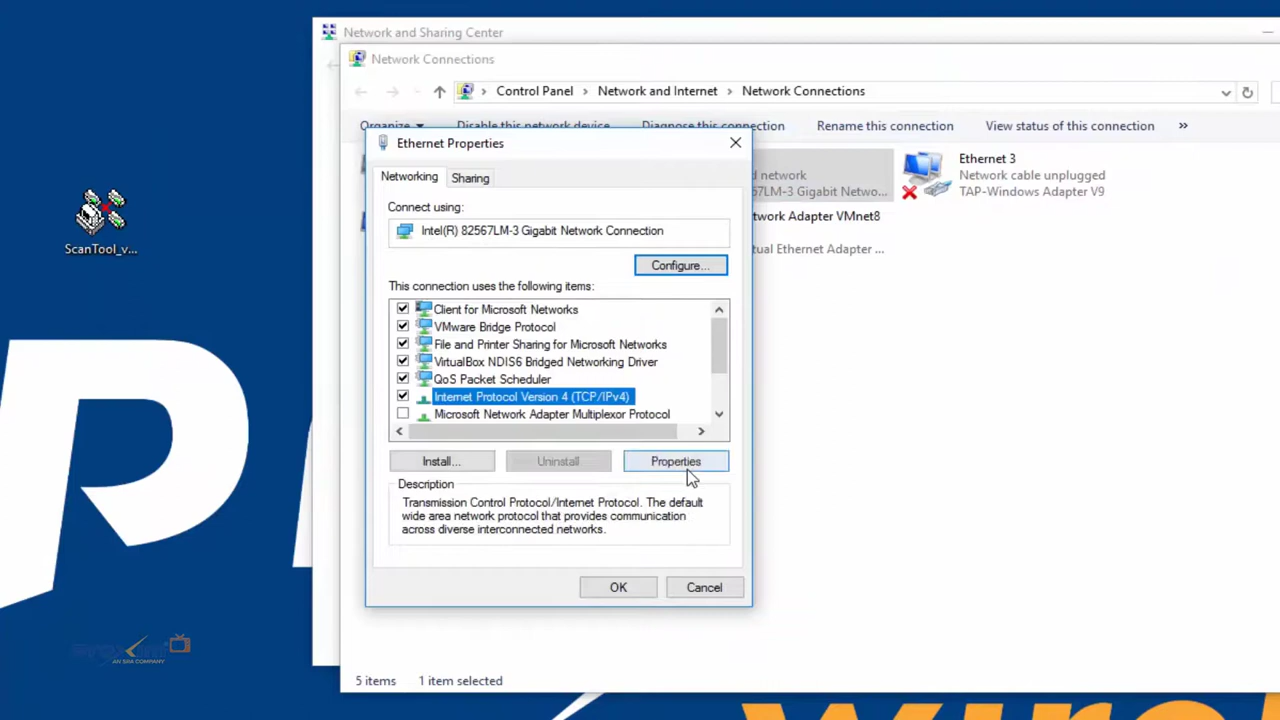 Network and Sharing Center
Network Connections
Control Panel > Network and Internet > Network Connections
Organize
Disable this network device
Diagnose this connection
Rename this connection
View status of this connection
»
Ethernet Properties
Networking
Sharing
Connect using:
Intel(R) 82567LM-3 Gigabit Network Connection
Configure...
This connection uses the following items:
Client for Microsoft Networks
VMware Bridge Protocol
File and Printer Sharing for Microsoft Networks
VirtualBox NDIS6 Bridged Networking Driver
QoS Packet Scheduler
Internet Protocol Version 4 (TCP/IPv4)
Microsoft Network Adapter Multiplexor Protocol
Install...
Uninstall
Properties
Description
Transmission Control Protocol/Internet Protocol. The default
wide area network protocol that provides communication
across diverse interconnected networks.
OK
Cancel
network
67LM-3 Gigabit Netwo...
Adapter VMnet8
Ethernet Adapter ...
Ethernet 3
Network cable unplugged
TAP-Windows Adapter V9
ScanTool_v...
P
AN SRA COMPANY
5 items
1 item selected